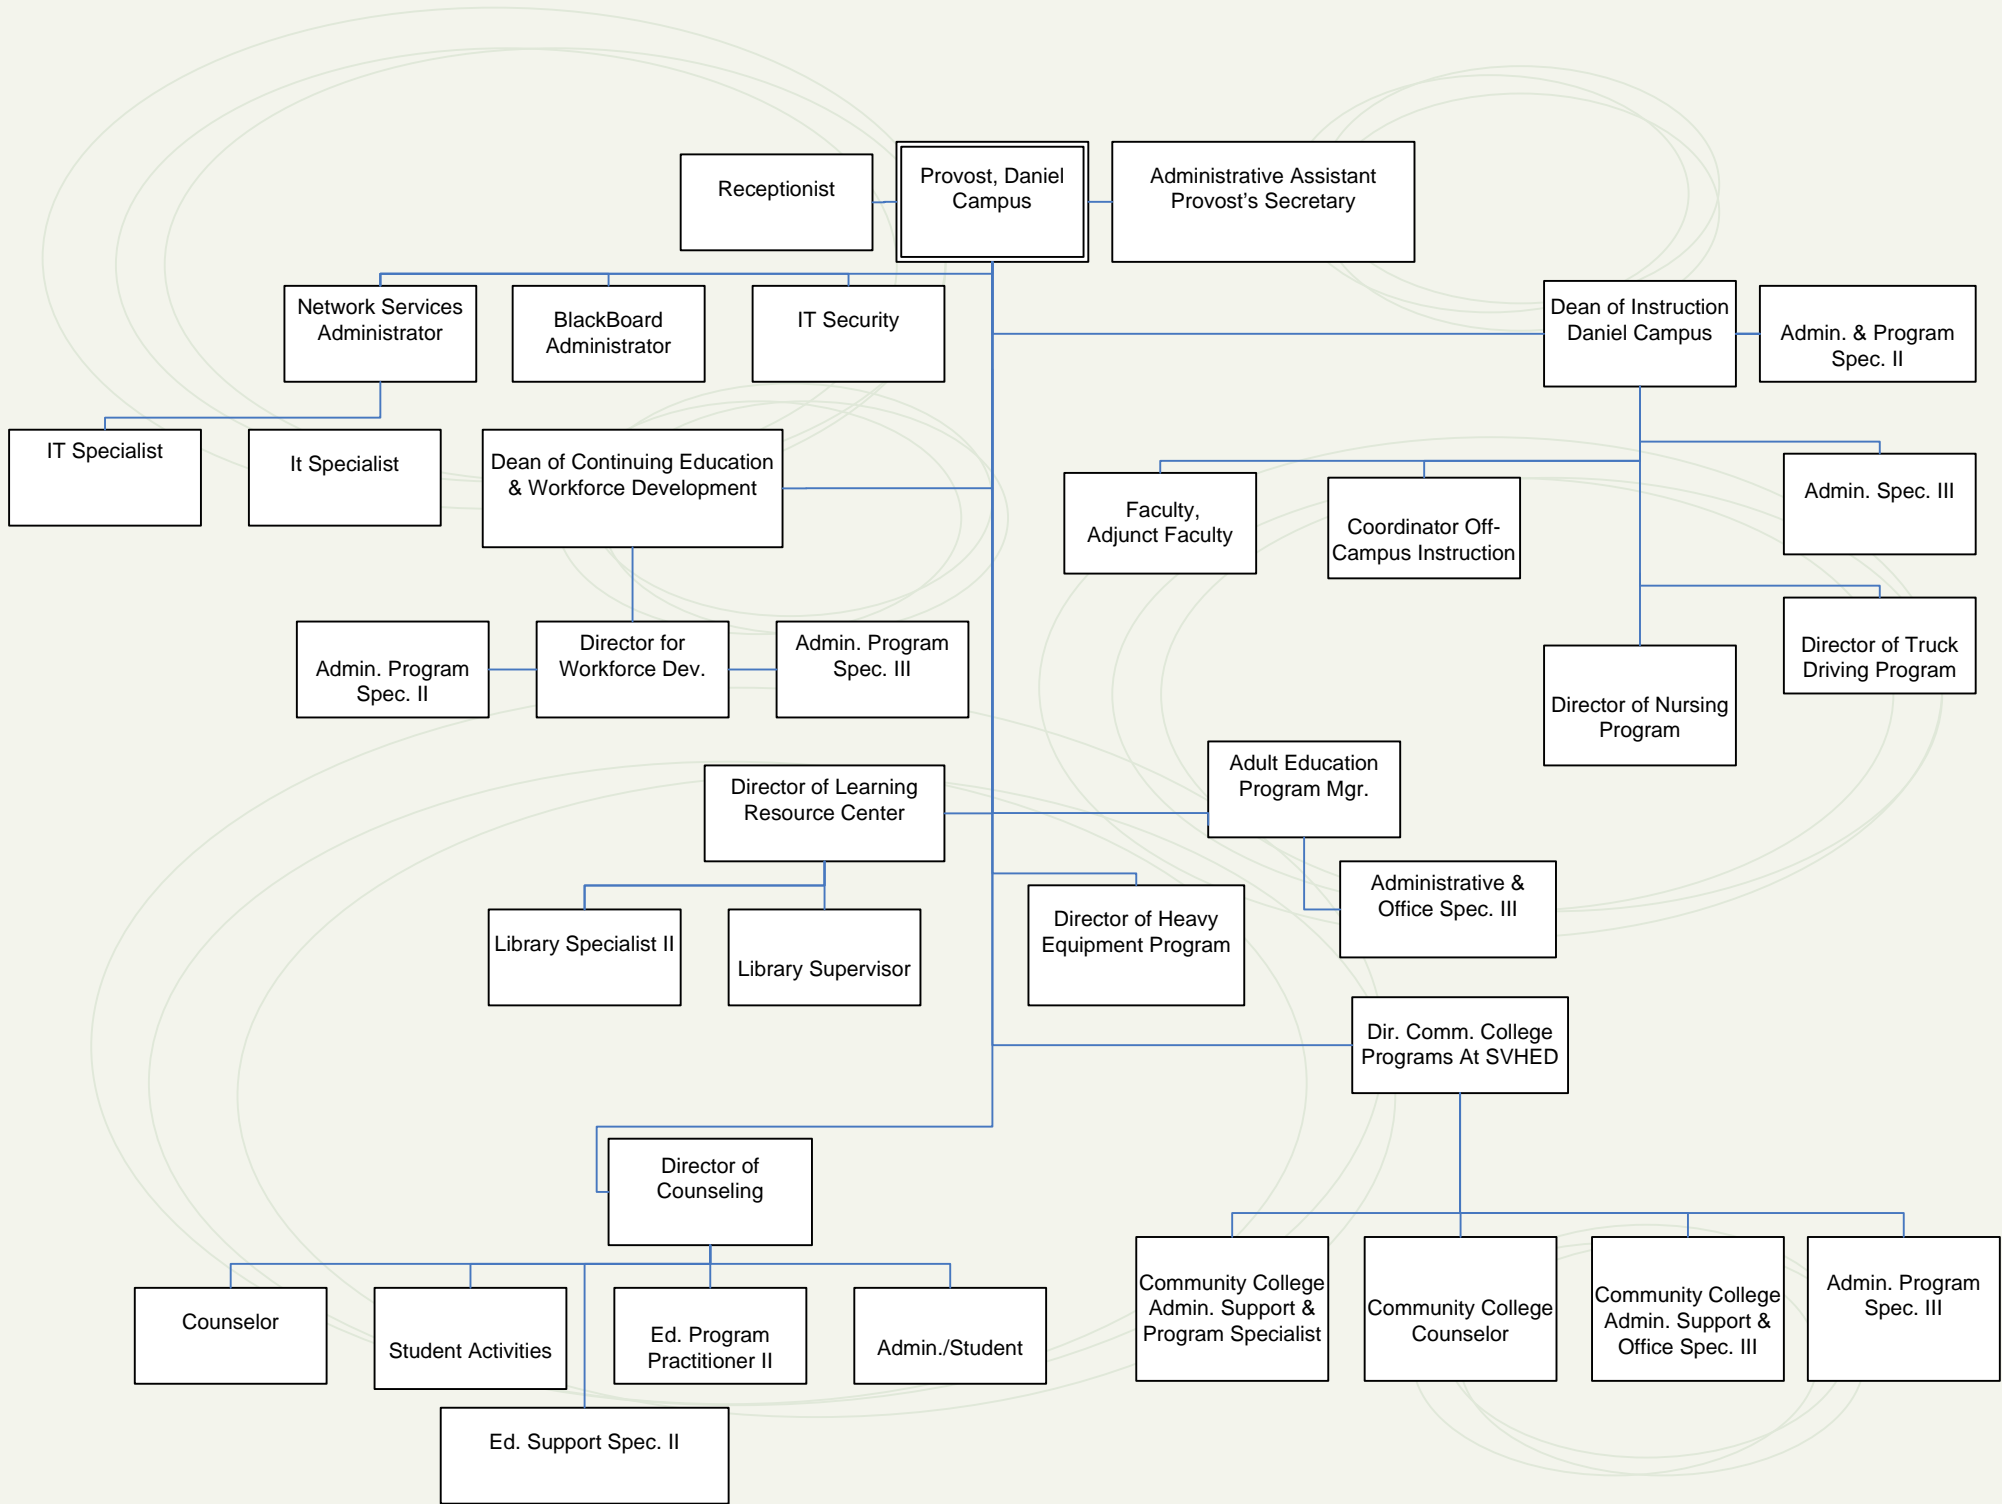 Receptionist
Provost, Daniel
Campus
Administrative Assistant
Provost’s Secretary
Network Services
Administrator
BlackBoard
Administrator
IT Security
Dean of Instruction
Daniel Campus
Admin. & Program
Spec. II
IT Specialist
It Specialist
Dean of Continuing Education
& Workforce Development
Faculty,
Adjunct Faculty
Coordinator Off-
Campus Instruction
Admin. Spec. III
Admin. Program
Spec. II
Director for
Workforce Dev.
Admin. Program
Spec. III
Director of Nursing
Program
Director of Truck
Driving Program
Director of Learning
Resource Center
Adult Education
Program Mgr.
Library Specialist II
Library Supervisor
Director of Heavy
Equipment Program
Administrative &
Office Spec. III
Dir. Comm. College
Programs At SVHED
Director of
Counseling
Counselor
Student Activities
Ed. Program
Practitioner II
Admin./Student
Ed. Support Spec. II
Community College
Admin. Support &
Program Specialist
Community College
Counselor
Community College
Admin. Support &
Office Spec. III
Admin. Program
Spec. III